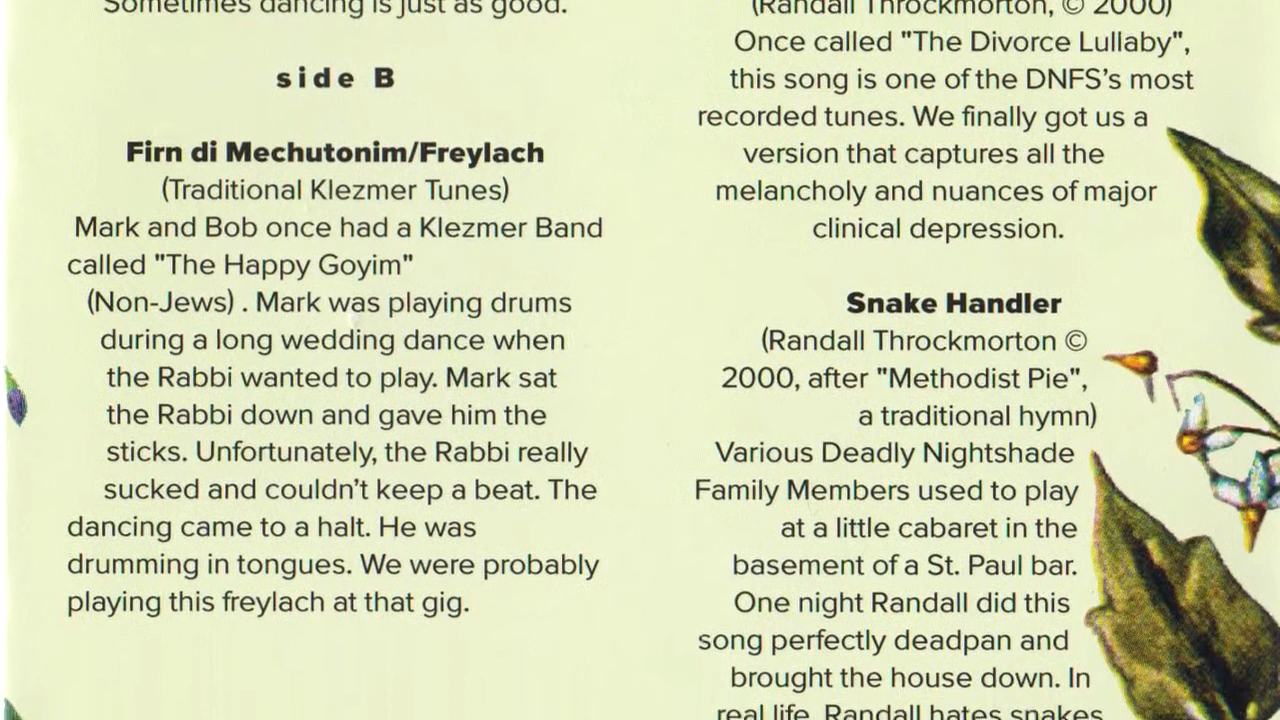 Sometimes dancing is just as good.
side B
Firn di Mechutonim/Freylach
(Traditional Klezmer Tunes)
Mark and Bob once had a Klezmer Band
called "The Happy Goyim"
(Non-Jews) . Mark was playing drums
during a long wedding dance when
the Rabbi wanted to play. Mark sat
the Rabbi down and gave him the
sticks. Unfortunately, the Rabbi really
sucked and couldn’t keep a beat. The
dancing came to a halt. He was
drumming in tongues. We were probably
playing this freylach at that gig.
(Randall Throckmorton, © 2000)
Once called "The Divorce Lullaby",
this song is one of the DNFS’s most
recorded tunes. We finally got us a
version that captures all the
melancholy and nuances of major
clinical depression.
Snake Handler
(Randall Throckmorton ©
2000, after "Methodist Pie",
a traditional hymn)
Various Deadly Nightshade
Family Members used to play
at a little cabaret in the
basement of a St. Paul bar.
One night Randall did this
song perfectly deadpan and
brought the house down. In
real life, Randall hates snakes